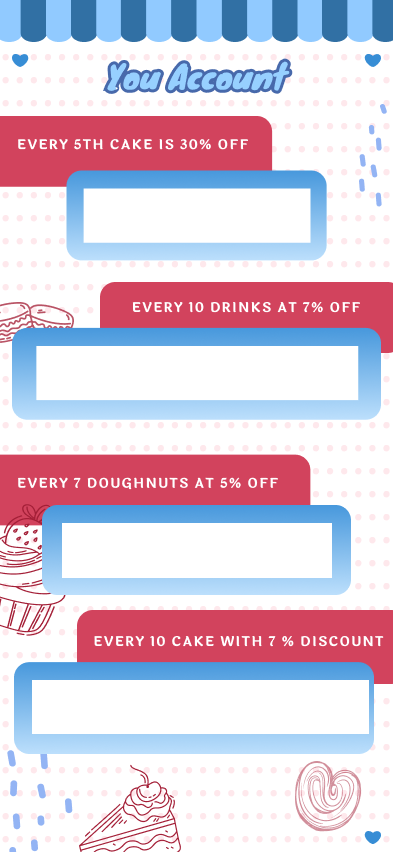 You Account
EVERY 5TH CAKE IS 30% OFF
EVERY 10 DRINKS AT 7% OFF
EVERY 7 DOUGHNUTS AT 5% OFF
EVERY 10 CAKE WITH 7 % DISCOUNT